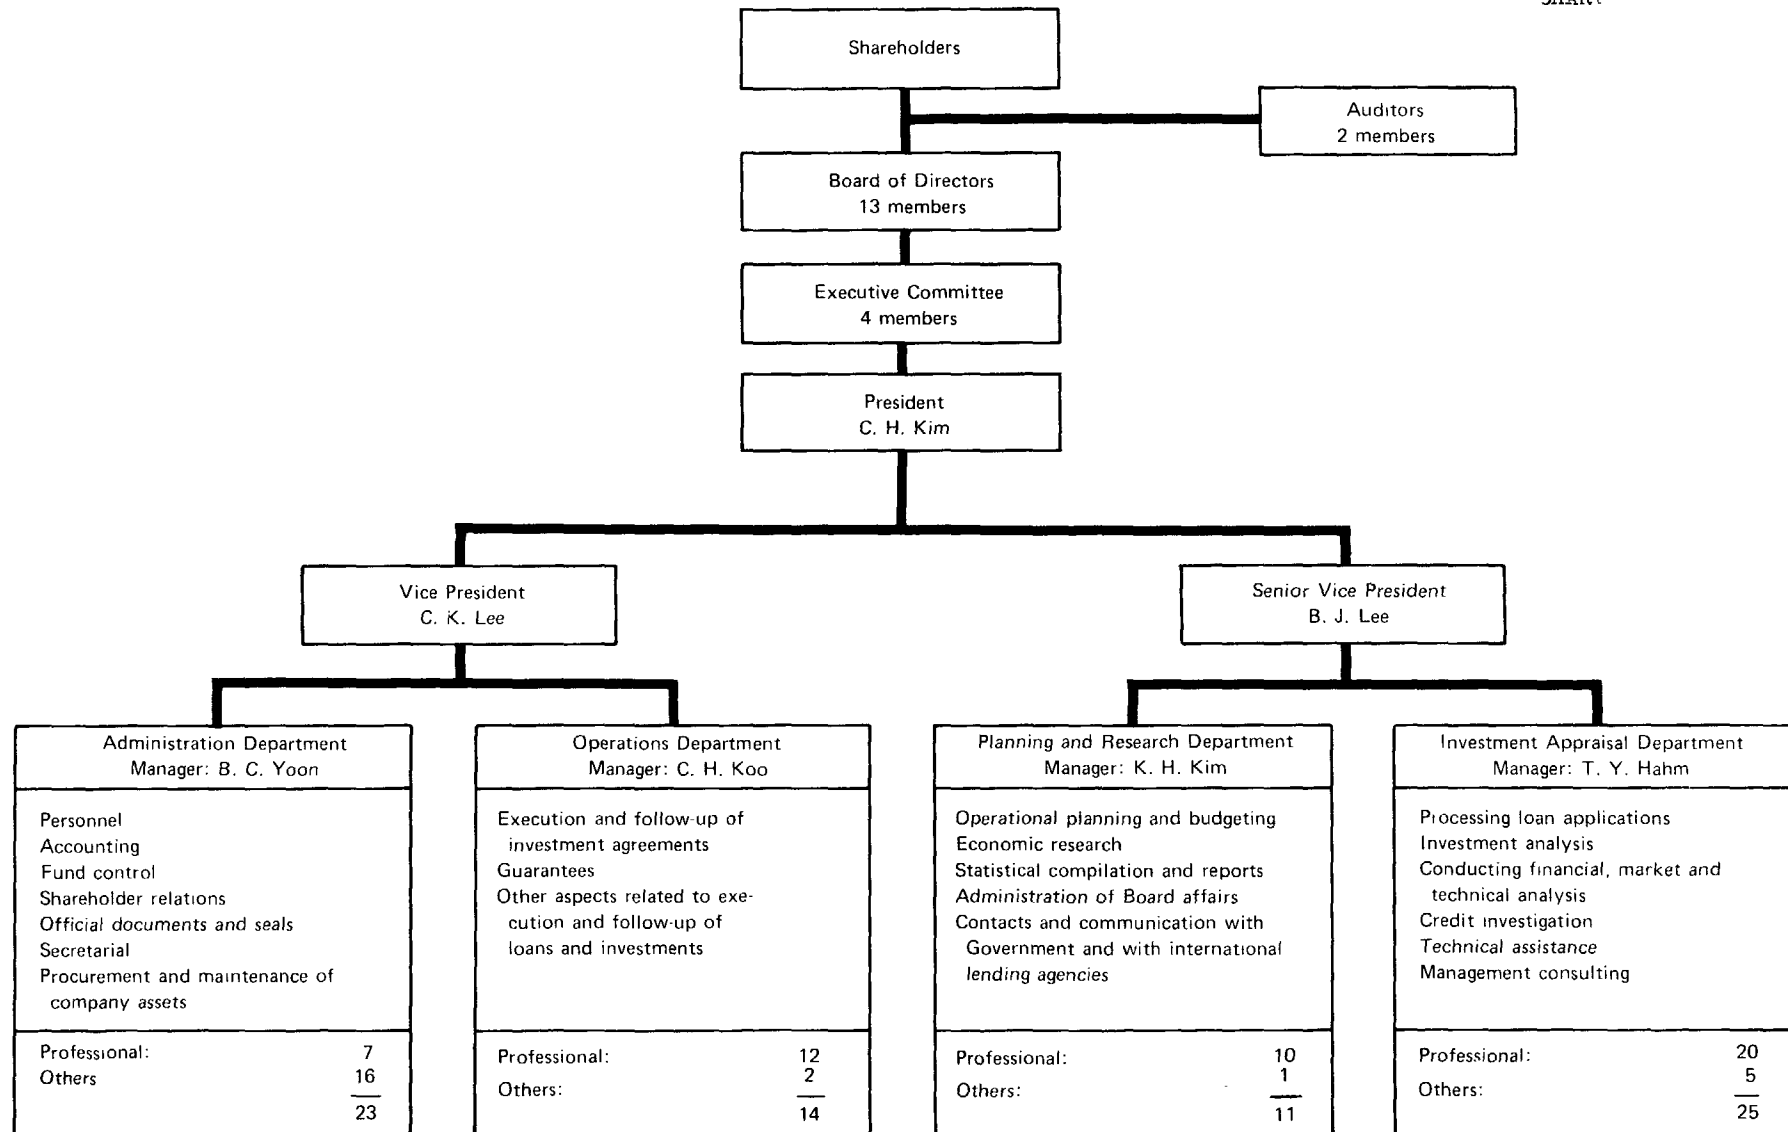 Shareholders
Auditors
2 members
Board of Directors
13 members
Executive Committee
4 members
President
C. H. Kim
Vice President
C. K. Lee
Senior Vice President
B. J. Lee
Administration Department
Manager: B. C. Yoon
Personnel
Accounting
Fund control
Shareholder relations
Official documents and seals
Secretarial
Procurement and maintenance of
company assets
Professional: 7
Others 16
23
Operations Department
Manager: C. H. Koo
Execution and follow-up of
investment agreements
Guarantees
Other aspects related to exe-
cution and follow-up of
loans and investments
Professional: 12
Others: 2
14
Planning and Research Department
Manager: K. H. Kim
Operational planning and budgeting
Economic research
Statistical compilation and reports
Administration of Board affairs
Contacts and communication with
Government and with international
lending agencies
Professional: 10
Others: 1
11
Investment Appraisal Department
Manager: T. Y. Hahm
Processing loan applications
Investment analysis
Conducting financial, market and
technical analysis
Credit investigation
Technical assistance
Management consulting
Professional: 20
Others: 5
25